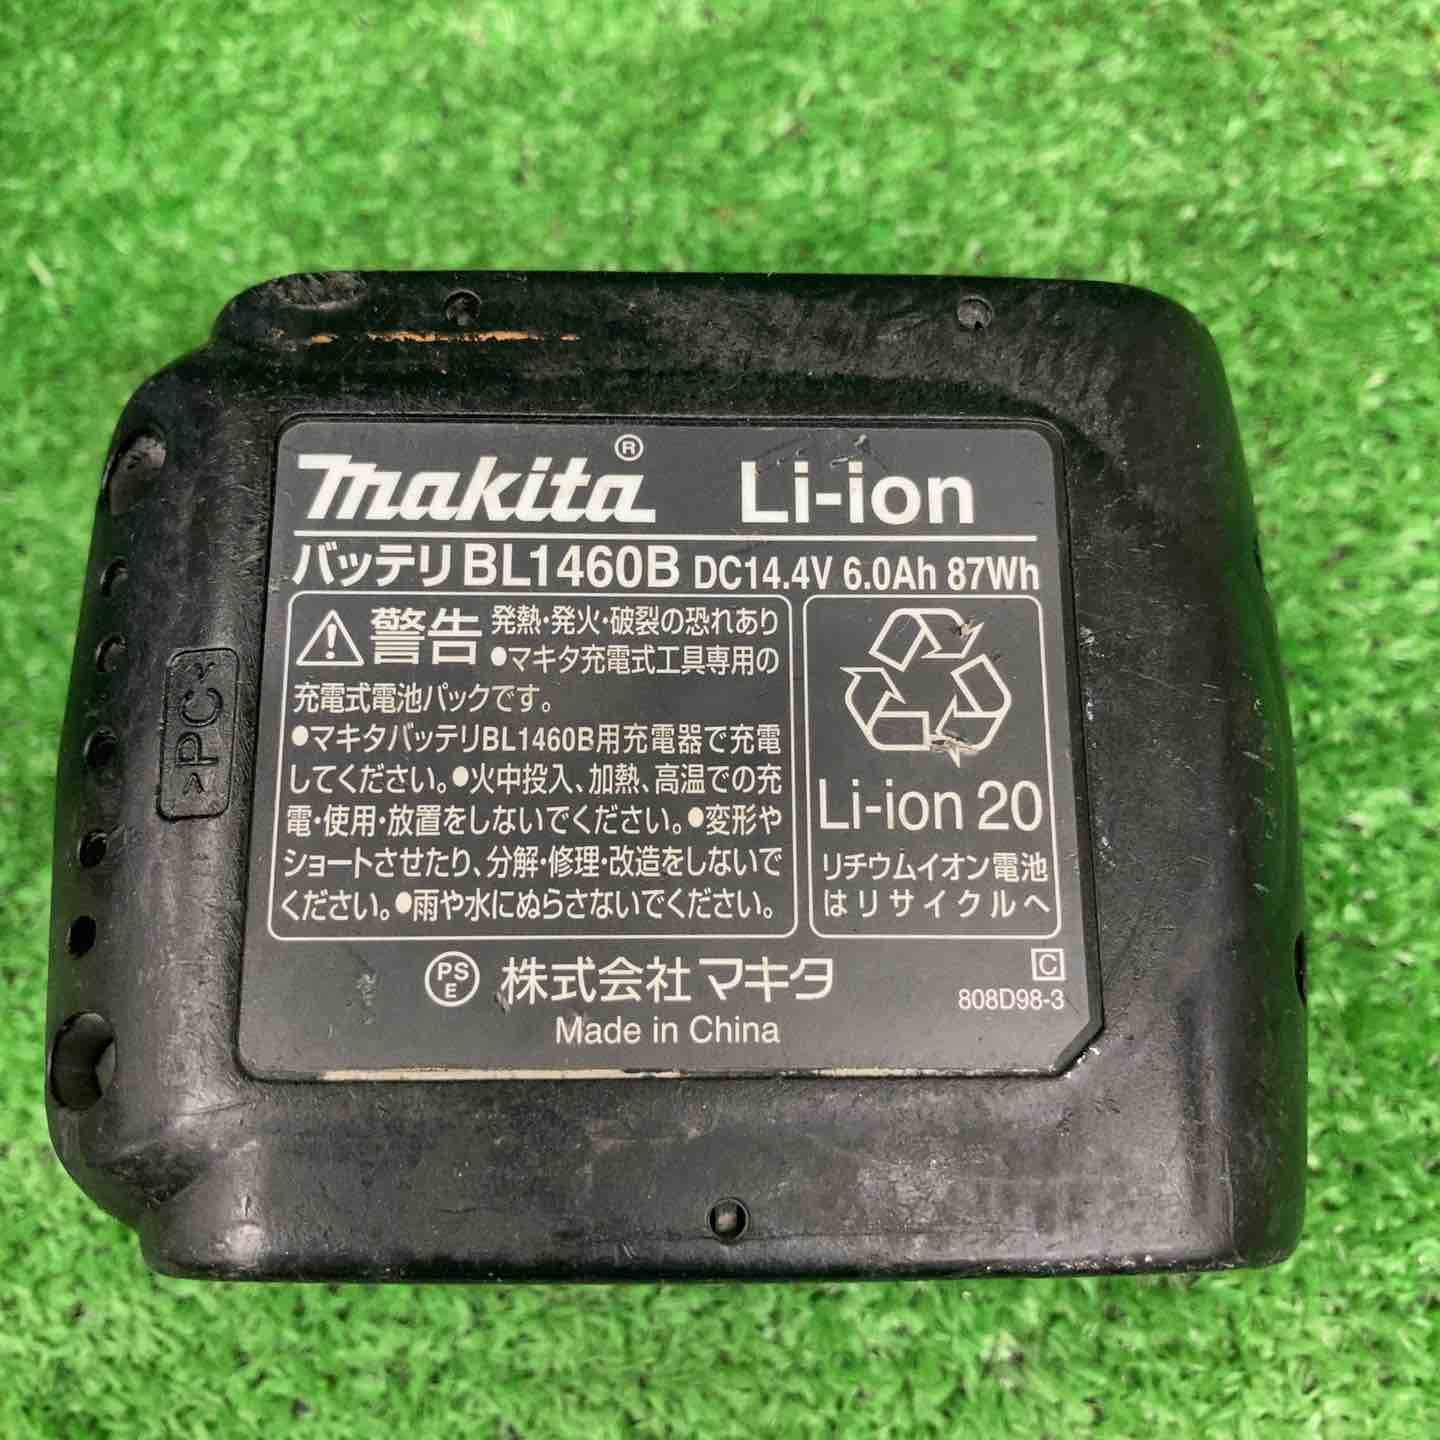 makita® Li-ion
バッテリBL1460B DC14.4V 6.0Ah 87Wh
警告 発熱・発火・破裂の恐れあり
●マキタ充電式工具専用の
充電式電池パックです。
●マキタバッテリBL1460B用充電器で充電
してください。●火中投入、加熱、高温での充
電・使用・放置をしないでください。●変形や
ショートさせたり、分解・修理・改造をしないで
ください。●雨や水にぬらさないでください。
Li-ion 20
リチウムイオン電池
はリサイクルへ
PS
E
株式会社マキタ
Made in China
C
808D98-3
>PC<